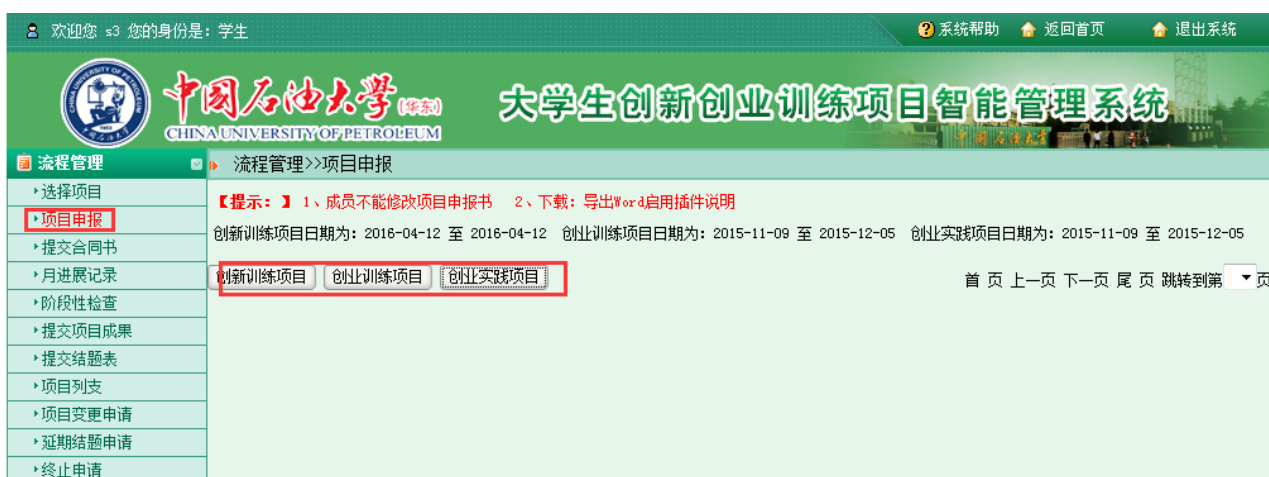 欢迎您 s3 您的身份是：学生
系统帮助 返回首页 退出系统
中国石油大学(华东)
CHINA UNIVERSITY OF PETROLEUM
大学生创新创业训练项目智能管理系统
流程管理
流程管理>>项目申报
选择项目
项目申报
提交合同书
月进展记录
阶段性检查
提交项目成果
提交结题表
项目列支
项目变更申请
延期结题申请
终止申请
【提示：】1、成员不能修改项目申报书 2、下载：导出Word启用插件说明
创新训练项目日期为：2016-04-12 至 2016-04-12 创业训练项目日期为：2015-11-09 至 2015-12-05 创业实践项目日期为：2015-11-09 至 2015-12-05
创新训练项目 创业训练项目 创业实践项目
首 页 上一页 下一页 尾 页 跳转到第 页